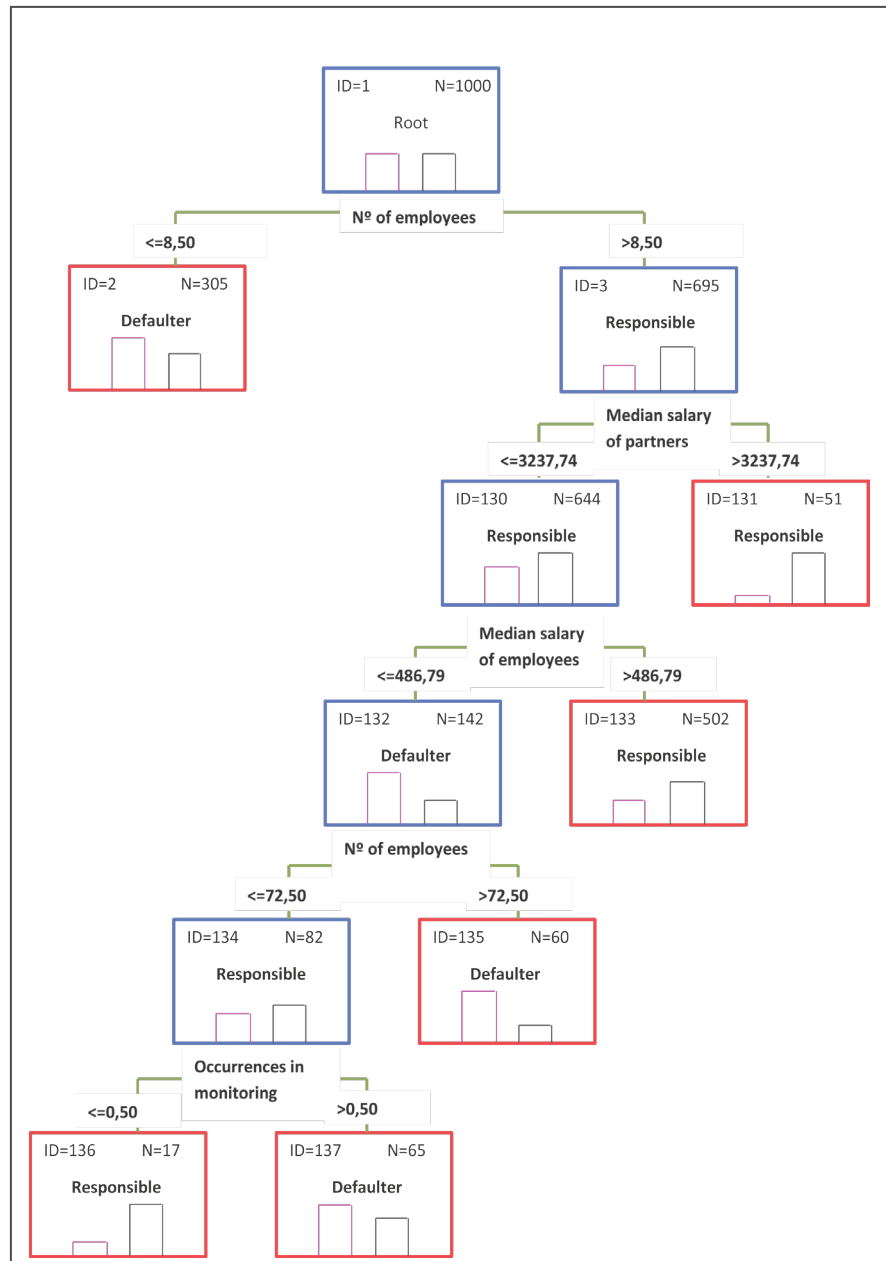 ID=1 N=1000
Root
Nº of employees
<=8,50 >8,50
ID=2 N=305
Defaulter
ID=3 N=695
Responsible
Median salary
of partners
<=3237,74 >3237,74
ID=130 N=644
Responsible
ID=131 N=51
Responsible
Median salary
of employees
<=486,79 >486,79
ID=132 N=142
Defaulter
ID=133 N=502
Responsible
Nº of employees
<=72,50 >72,50
ID=134 N=82
Responsible
ID=135 N=60
Defaulter
Occurrences in
monitoring
<=0,50 >0,50
ID=136 N=17
Responsible
ID=137 N=65
Defaulter